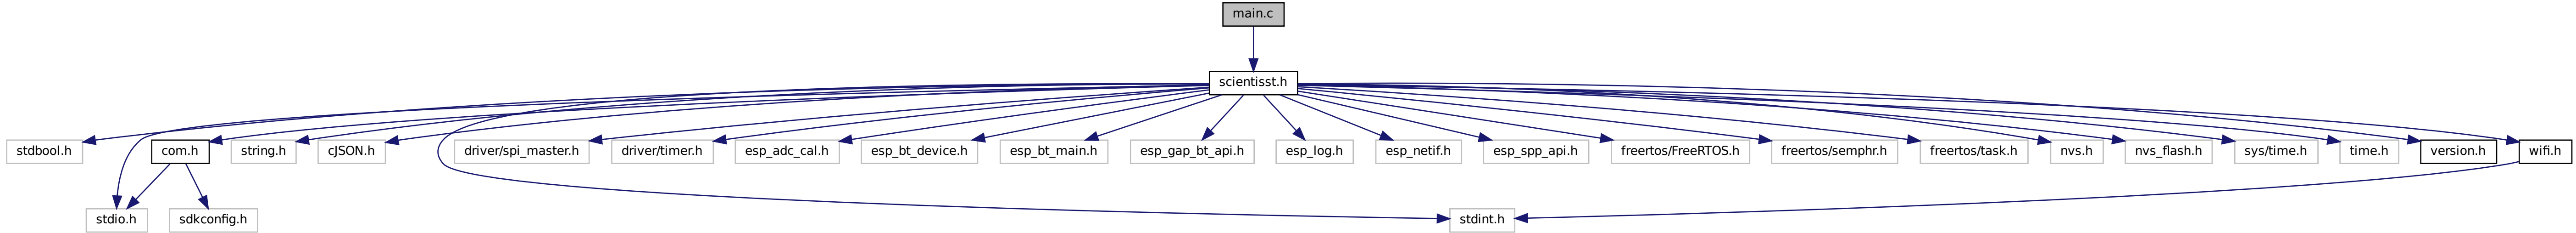 main.c
scientisst.h
stdbool.h
com.h
string.h
cJSON.h
driver/spi_master.h
driver/timer.h
esp_adc_cal.h
esp_bt_device.h
esp_bt_main.h
esp_gap_bt_api.h
esp_log.h
esp_netif.h
esp_spp_api.h
freertos/FreeRTOS.h
freertos/semphr.h
freertos/task.h
nvs.h
nvs_flash.h
sys/time.h
time.h
version.h
wifi.h
stdio.h
sdkconfig.h
stdint.h